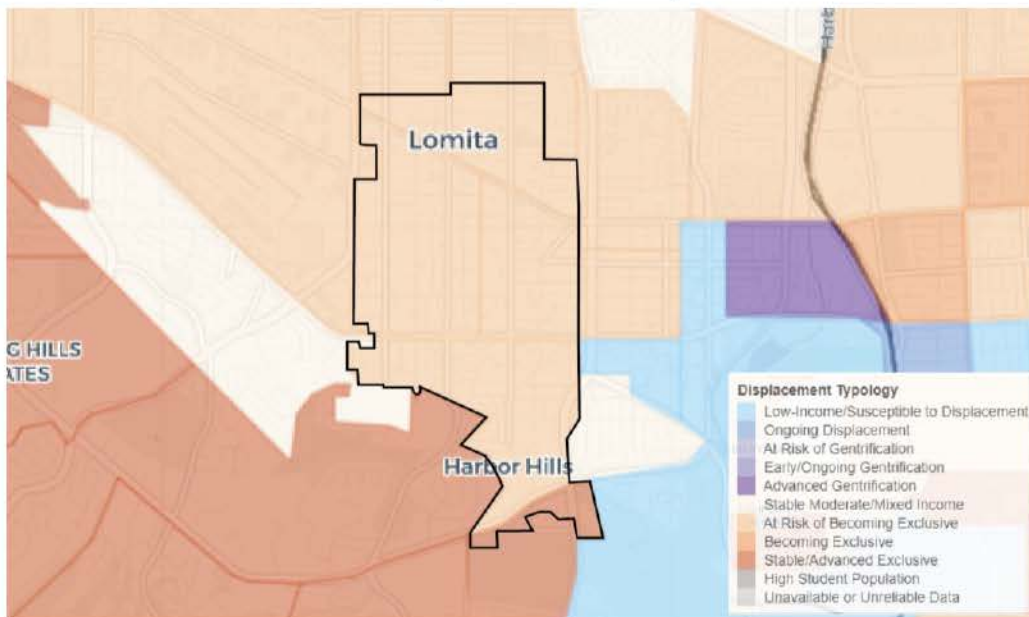 Lomita
G HILLS
ATES
Harbor Hills
Displacement Typology
Low-Income/Susceptible to Displacement
Ongoing Displacement
At Risk of Gentrification
Early/Ongoing Gentrification
Advanced Gentrification
Stable Moderate/Mixed Income
At Risk of Becoming Exclusive
Becoming Exclusive
Stable/Advanced Exclusive
High Student Population
Unavailable or Unreliable Data